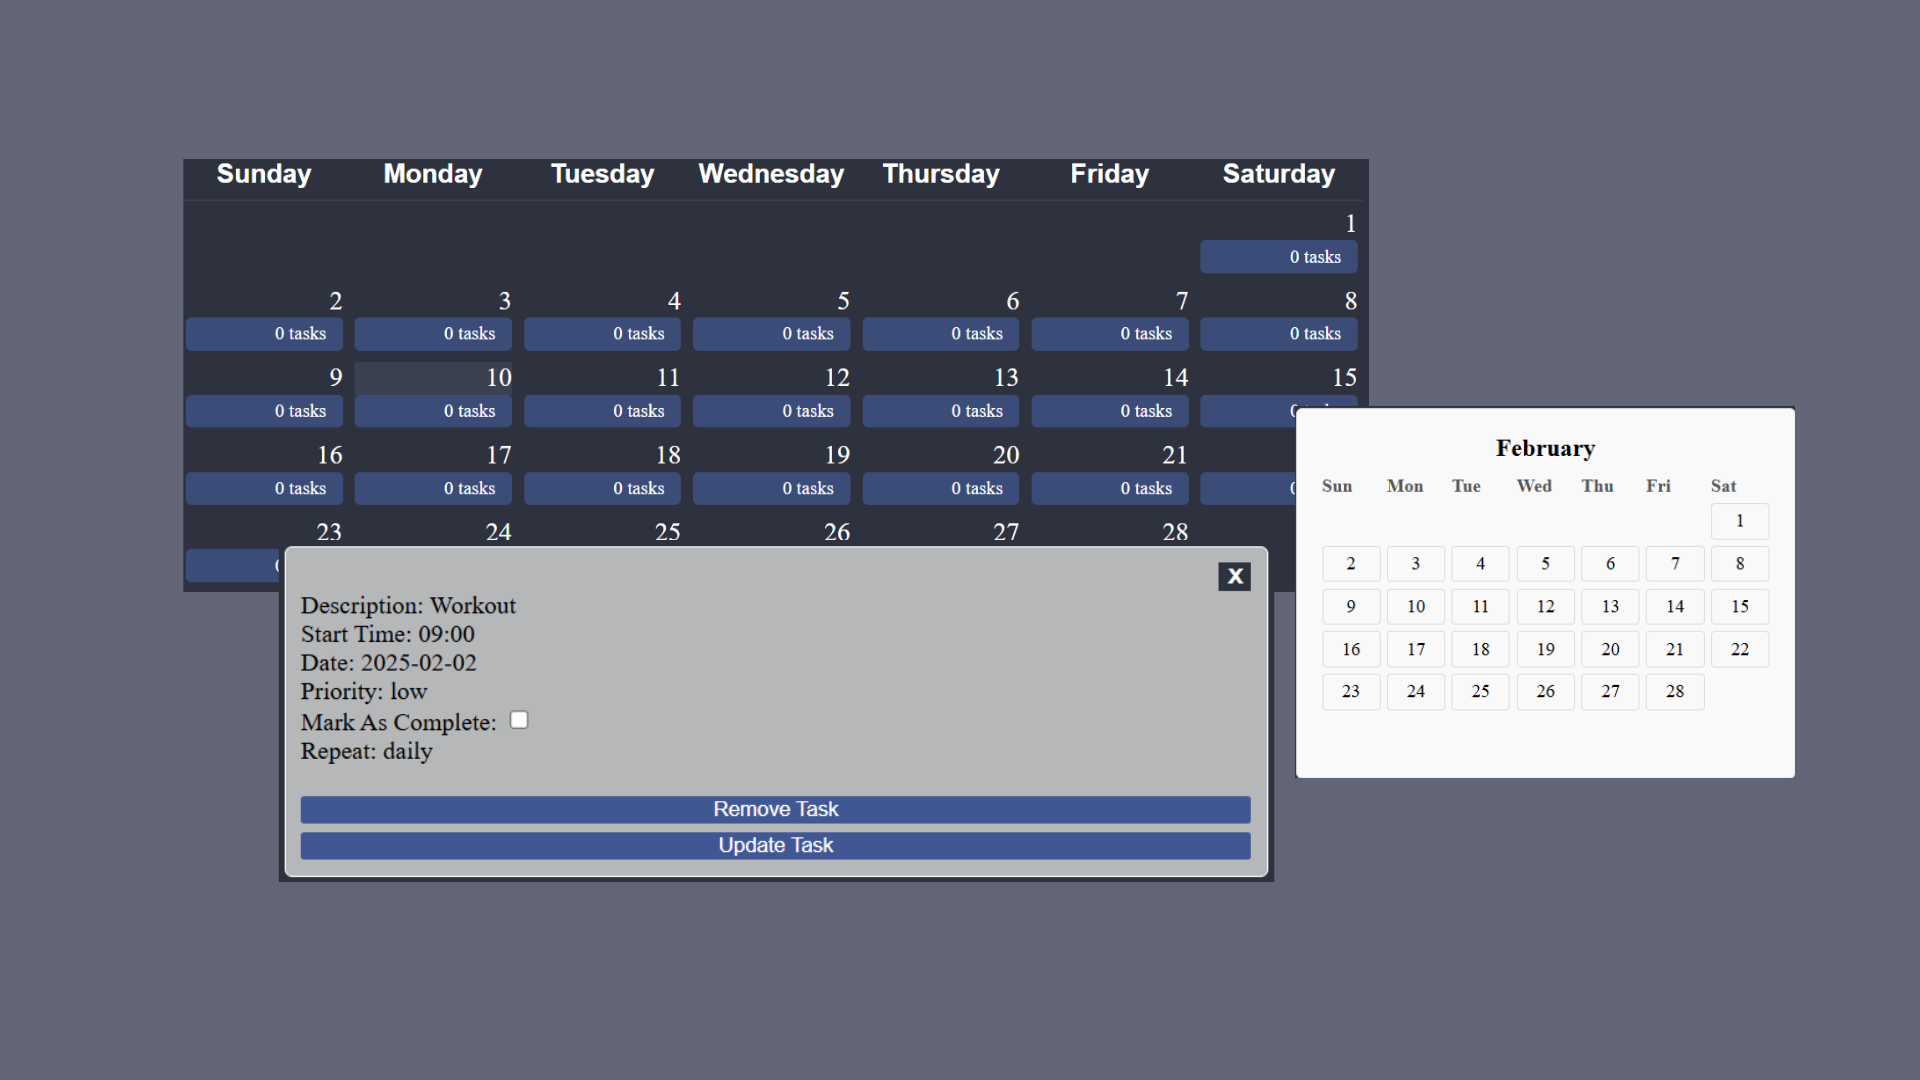 Sunday Monday Tuesday Wednesday Thursday Friday Saturday
1
0 tasks
2 3 4 5 6 7 8
0 tasks 0 tasks 0 tasks 0 tasks 0 tasks 0 tasks 0 tasks
9 10 11 12 13 14 15
0 tasks 0 tasks 0 tasks 0 tasks 0 tasks 0 tasks
16 17 18 19 20 21
0 tasks 0 tasks 0 tasks 0 tasks 0 tasks 0 tasks
23 24 25 26 27 28
X
Description: Workout
Start Time: 09:00
Date: 2025-02-02
Priority: low
Mark As Complete:
Repeat: daily
Remove Task
Update Task
February
Sun Mon Tue Wed Thu Fri Sat
1
2 3 4 5 6 7 8
9 10 11 12 13 14 15
16 17 18 19 20 21 22
23 24 25 26 27 28